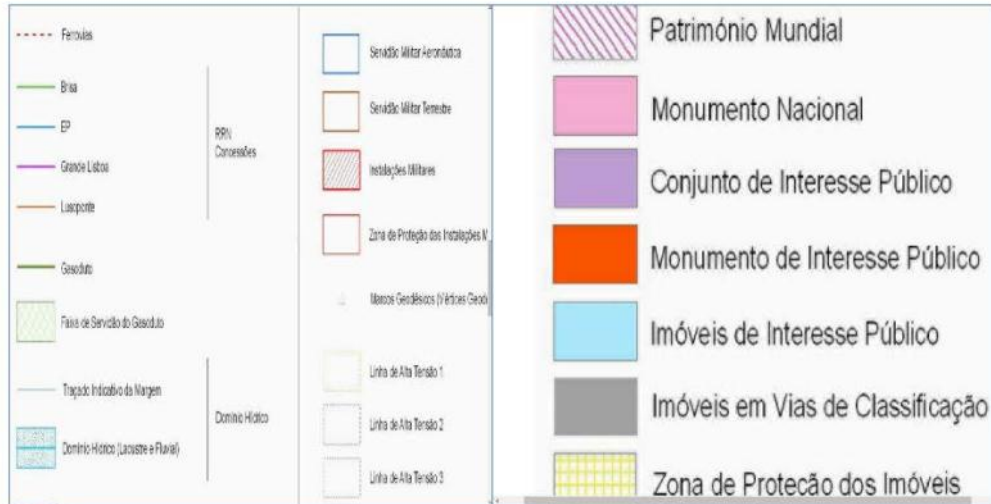 Ferrovias
Brisa
EP
Grande Lisboa
Lusoponte
RRN
Concessões
Gasoduto
Faixa de Servidão do Gasoduto
Traçado Indicativo da Margem
Domínio Hídrico (Lacustre e Fluvial)
Domínio Hídrico
Servidão Militar Aeronáutica
Servidão Militar Terrestre
Instalações Militares
Zona de Proteção das Instalações M
Marcos Geodésicos (Vértices Geod
Linha de Alta Tensão 1
Linha de Alta Tensão 2
Linha de Alta Tensão 3
Património Mundial
Monumento Nacional
Conjunto de Interesse Público
Monumento de Interesse Público
Imóveis de Interesse Público
Imóveis em Vias de Classificação
Zona de Proteção dos Imóveis